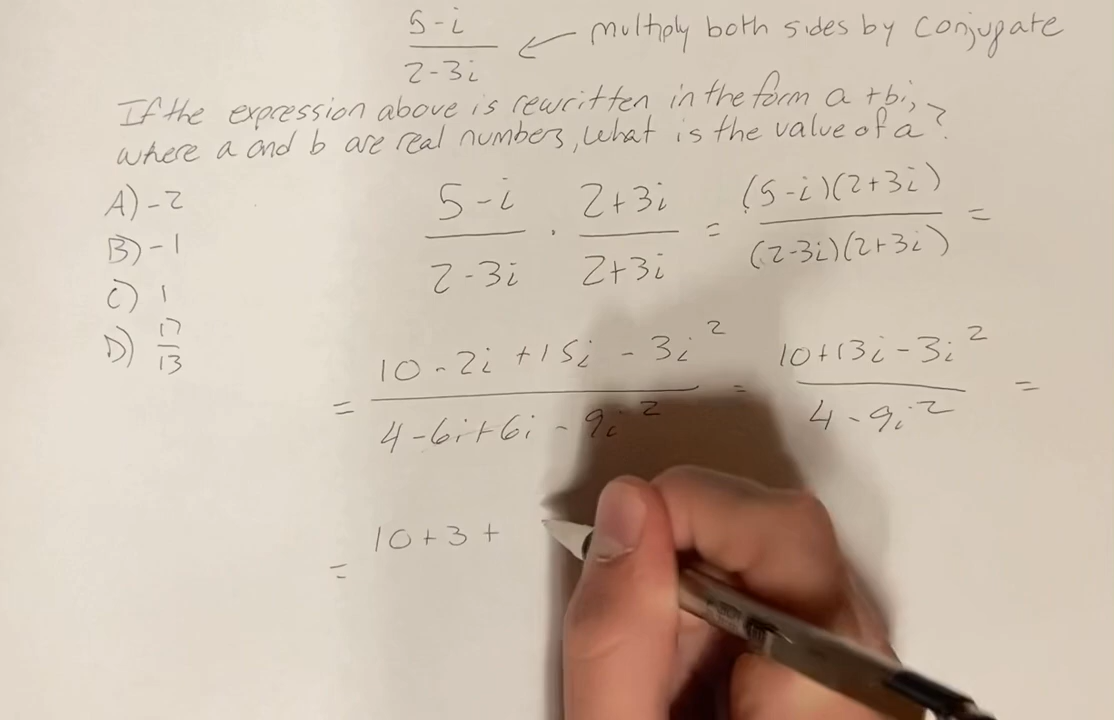 5-i
2-3i
← multiply both sides by conjugate
If the expression above is rewritten in the form a+bi,
where a and b are real numbers, what is the value of a?
A) -2
B) -1
C) 1
D) 17/13
5-i / 2-3i · 2+3i / 2+3i = (5-i)(2+3i) / (2-3i)(2+3i) =
= 10-2i+15i-3i² / 4-6i+6i-9i² = 10+13i-3i² / 4-9i² =
= 10+3+